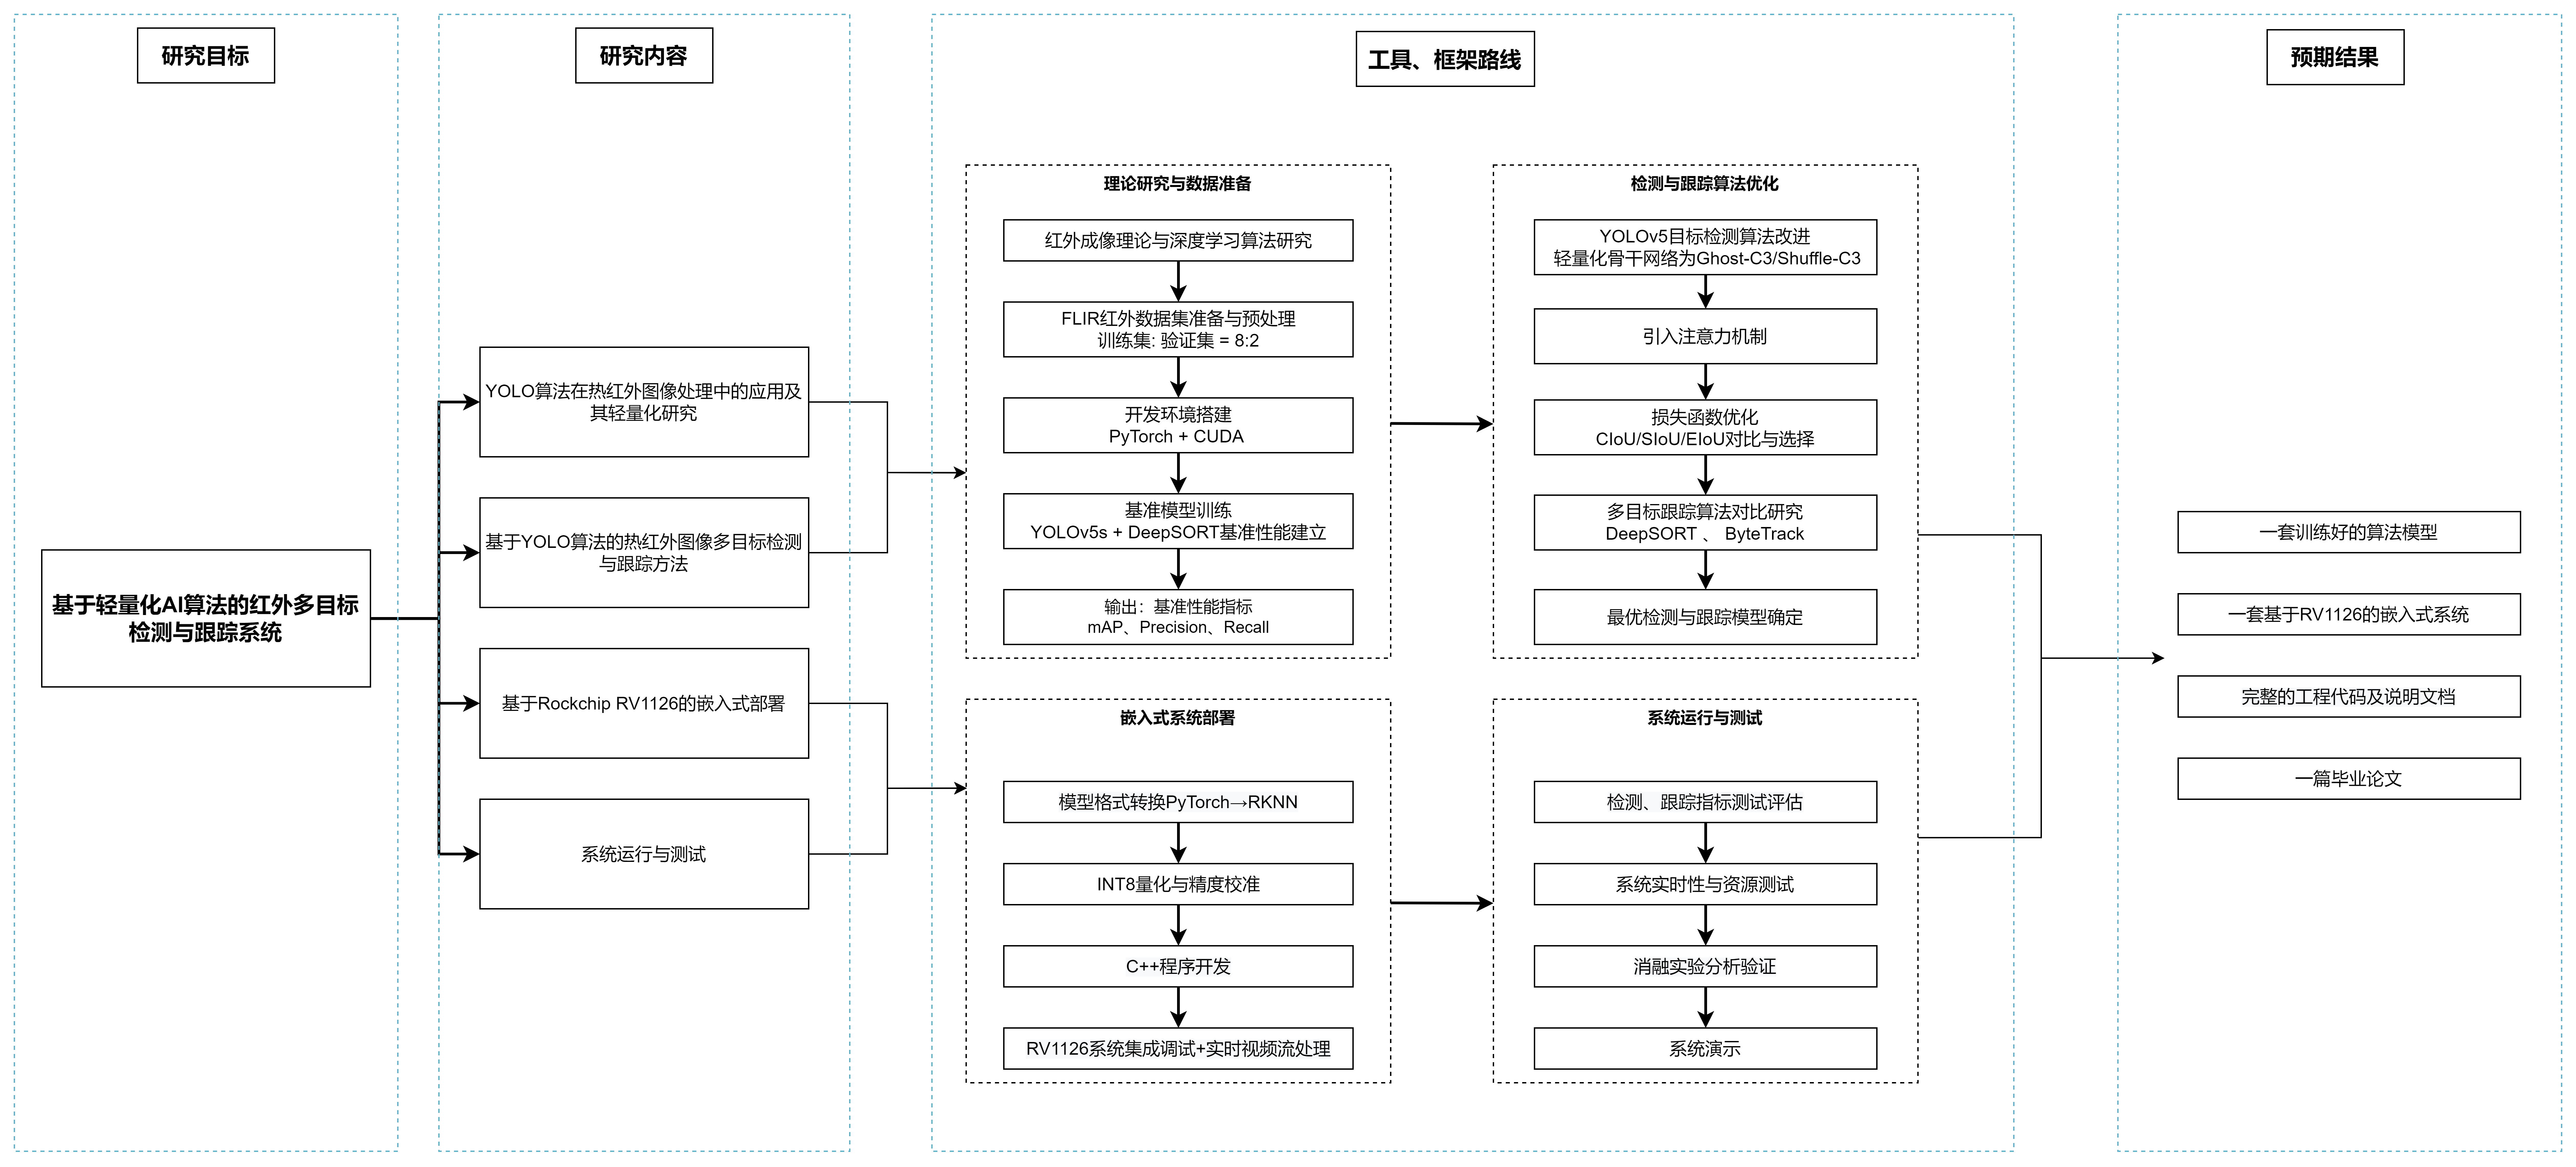 研究目标
基于轻量化AI算法的红外多目标
检测与跟踪系统
研究内容
YOLO算法在热红外图像处理中的应用及
其轻量化研究
基于YOLO算法的热红外图像多目标检测
与跟踪方法
基于Rockchip RV1126的嵌入式部署
系统运行与测试
工具、框架路线
理论研究与数据准备
红外成像理论与深度学习算法研究
FLIR红外数据集准备与预处理
训练集: 验证集 = 8:2
开发环境搭建
PyTorch + CUDA
基准模型训练
YOLOv5s + DeepSORT基准性能建立
输出：基准性能指标
mAP、Precision、Recall
检测与跟踪算法优化
YOLOv5目标检测算法改进
轻量化骨干网络为Ghost-C3/Shuffle-C3
引入注意力机制
损失函数优化
CIoU/SIoU/EIoU对比与选择
多目标跟踪算法对比研究
DeepSORT 、 ByteTrack
最优检测与跟踪模型确定
嵌入式系统部署
模型格式转换PyTorch→RKNN
INT8量化与精度校准
C++程序开发
RV1126系统集成调试+实时视频流处理
系统运行与测试
检测、跟踪指标测试评估
系统实时性与资源测试
消融实验分析验证
系统演示
预期结果
一套训练好的算法模型
一套基于RV1126的嵌入式系统
完整的工程代码及说明文档
一篇毕业论文